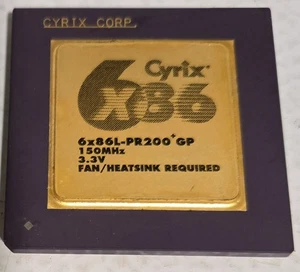 CYRIX CORP.
Cyrix
6x86
6x86L-PR200+GP
150MHz
3.3V
FAN/HEATSINK REQUIRED